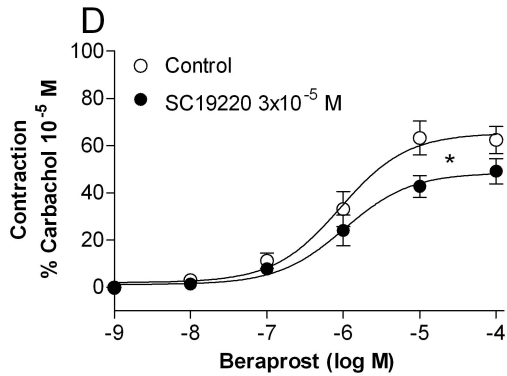 D
Control
SC19220 3x10⁻⁵ M
Contraction
% Carbachol 10⁻⁵ M
100
80
60
40
20
0
*
-9 -8 -7 -6 -5 -4
Beraprost (log M)